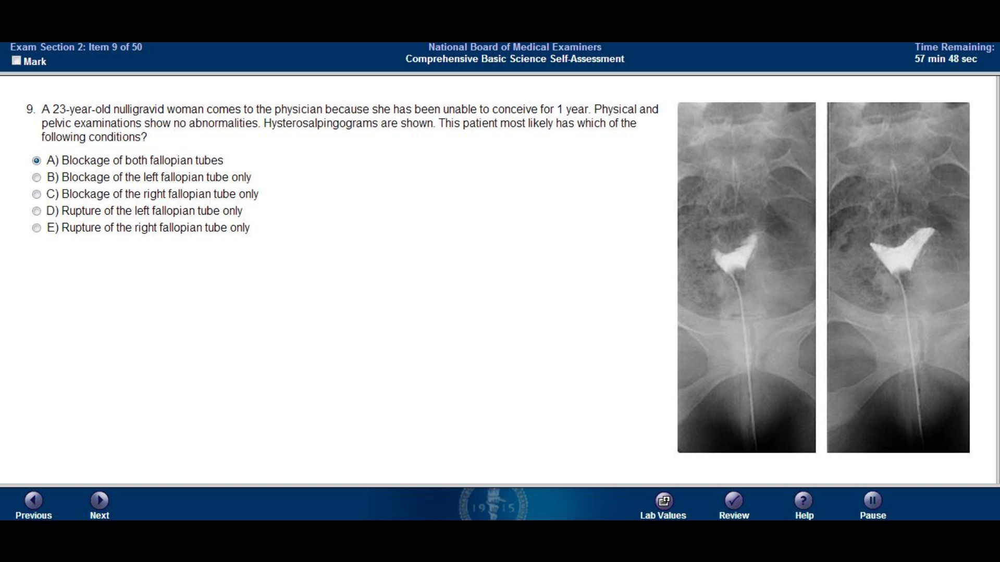 Exam Section 2: Item 9 of 50
Mark
National Board of Medical Examiners
Comprehensive Basic Science Self-Assessment
Time Remaining:
57 min 48 sec
9. A 23-year-old nulligravid woman comes to the physician because she has been unable to conceive for 1 year. Physical and
pelvic examinations show no abnormalities. Hysterosalpingograms are shown. This patient most likely has which of the
following conditions?
A) Blockage of both fallopian tubes
B) Blockage of the left fallopian tube only
C) Blockage of the right fallopian tube only
D) Rupture of the left fallopian tube only
E) Rupture of the right fallopian tube only
Previous
Next
1915
Lab Values
Review
Help
Pause